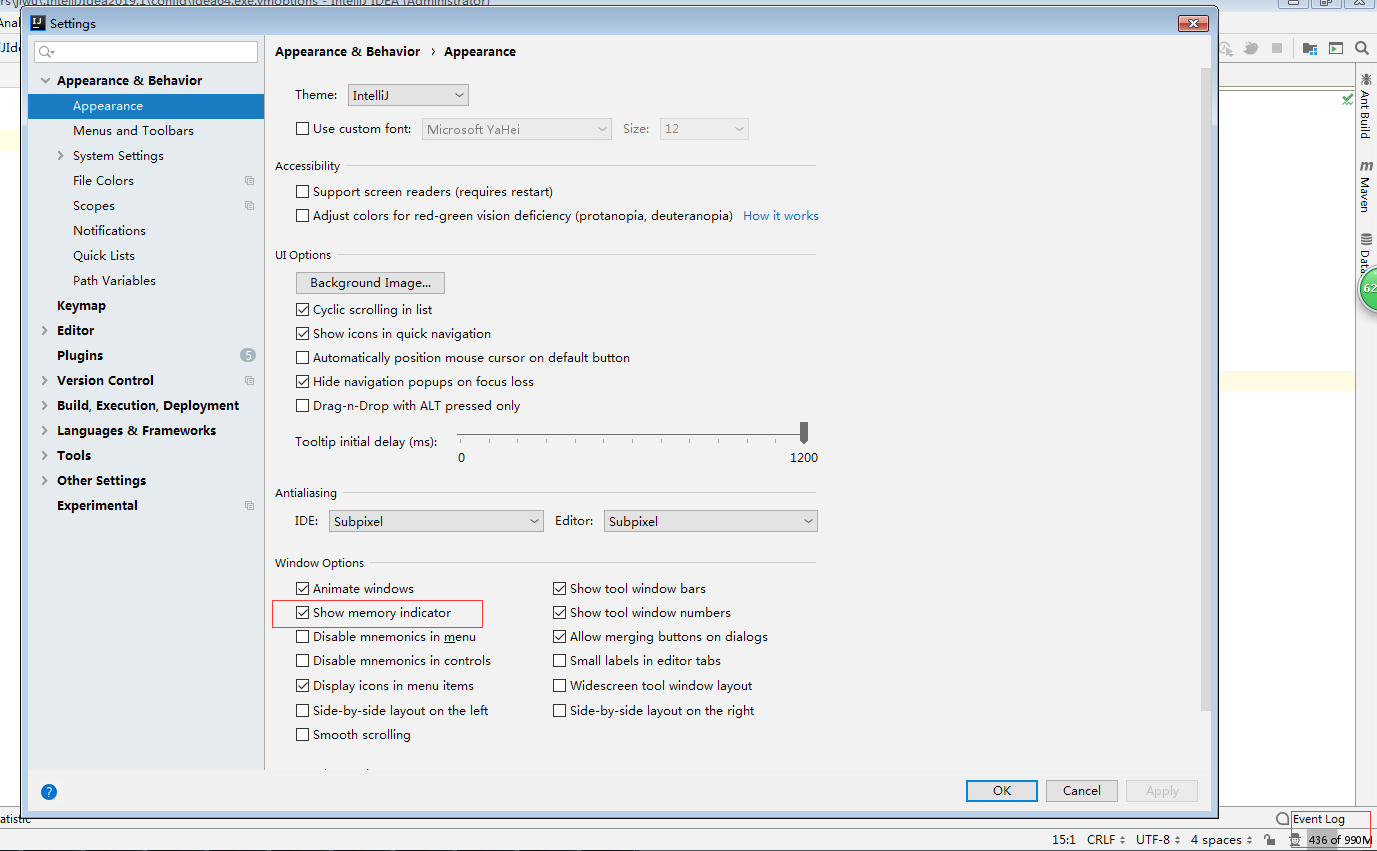 ers\jiwu\.IntelliJIdea2019.1\config\idea64.exe.vmoptions - IntelliJ IDEA (Administrator)
Settings
Anal
JIde
Appearance & Behavior
Appearance
Menus and Toolbars
System Settings
File Colors
Scopes
Notifications
Quick Lists
Path Variables
Keymap
Editor
Plugins 5
Version Control
Build, Execution, Deployment
Languages & Frameworks
Tools
Other Settings
Experimental
Appearance & Behavior › Appearance
Theme: IntelliJ
Use custom font: Microsoft YaHei Size: 12
Accessibility
Support screen readers (requires restart)
Adjust colors for red-green vision deficiency (protanopia, deuteranopia) How it works
UI Options
Background Image...
Cyclic scrolling in list
Show icons in quick navigation
Automatically position mouse cursor on default button
Hide navigation popups on focus loss
Drag-n-Drop with ALT pressed only
Tooltip initial delay (ms):
0 1200
Antialiasing
IDE: Subpixel Editor: Subpixel
Window Options
Animate windows Show tool window bars
Show memory indicator Show tool window numbers
Disable mnemonics in menu Allow merging buttons on dialogs
Disable mnemonics in controls Small labels in editor tabs
Display icons in menu items Widescreen tool window layout
Side-by-side layout on the left Side-by-side layout on the right
Smooth scrolling
? OK Cancel Apply
Ant Build
m Maven
Data
62
atistic
Event Log
15:1 CRLF UTF-8 4 spaces 436 of 990M